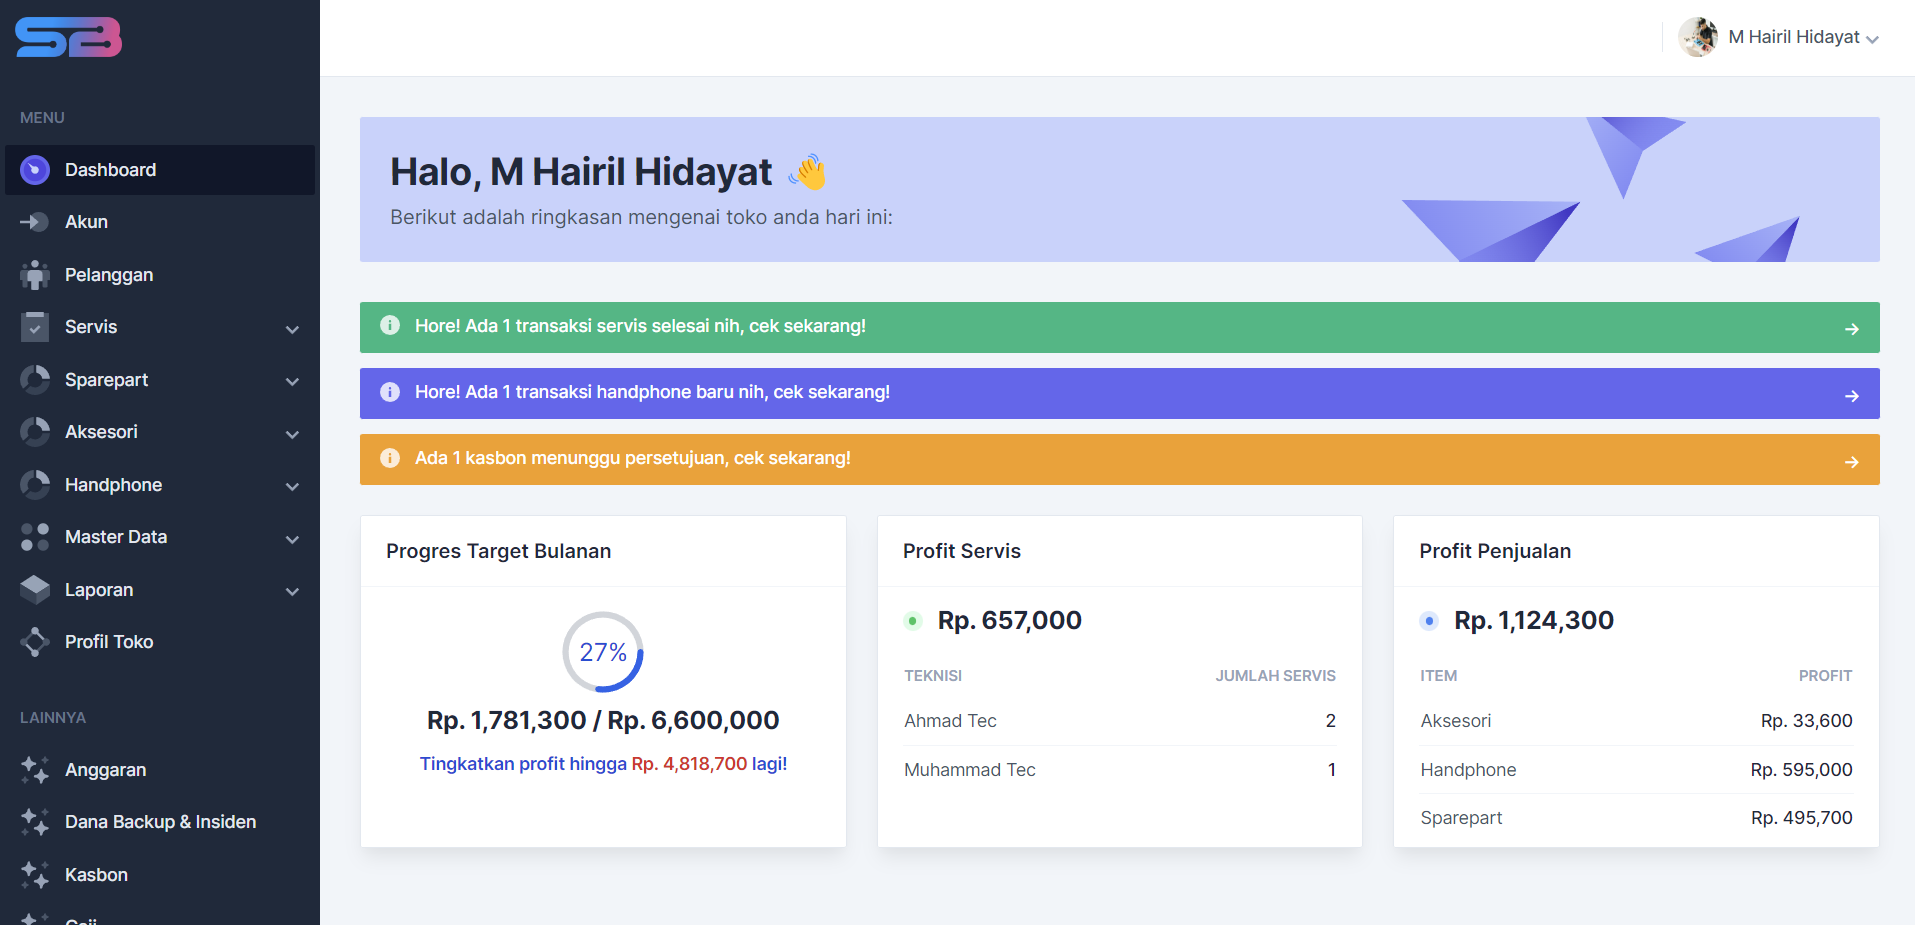 SB
M Hairil Hidayat
MENU
Dashboard
Akun
Pelanggan
Servis
Sparepart
Aksesori
Handphone
Master Data
Laporan
Profil Toko
LAINNYA
Anggaran
Dana Backup & Insiden
Kasbon
Halo, M Hairil Hidayat 👋
Berikut adalah ringkasan mengenai toko anda hari ini:
Hore! Ada 1 transaksi servis selesai nih, cek sekarang!
Hore! Ada 1 transaksi handphone baru nih, cek sekarang!
Ada 1 kasbon menunggu persetujuan, cek sekarang!
Progres Target Bulanan
27%
Rp. 1,781,300 / Rp. 6,600,000
Tingkatkan profit hingga Rp. 4,818,700 lagi!
Profit Servis
Rp. 657,000
TEKNISI JUMLAH SERVIS
Ahmad Tec 2
Muhammad Tec 1
Profit Penjualan
Rp. 1,124,300
ITEM PROFIT
Aksesori Rp. 33,600
Handphone Rp. 595,000
Sparepart Rp. 495,700